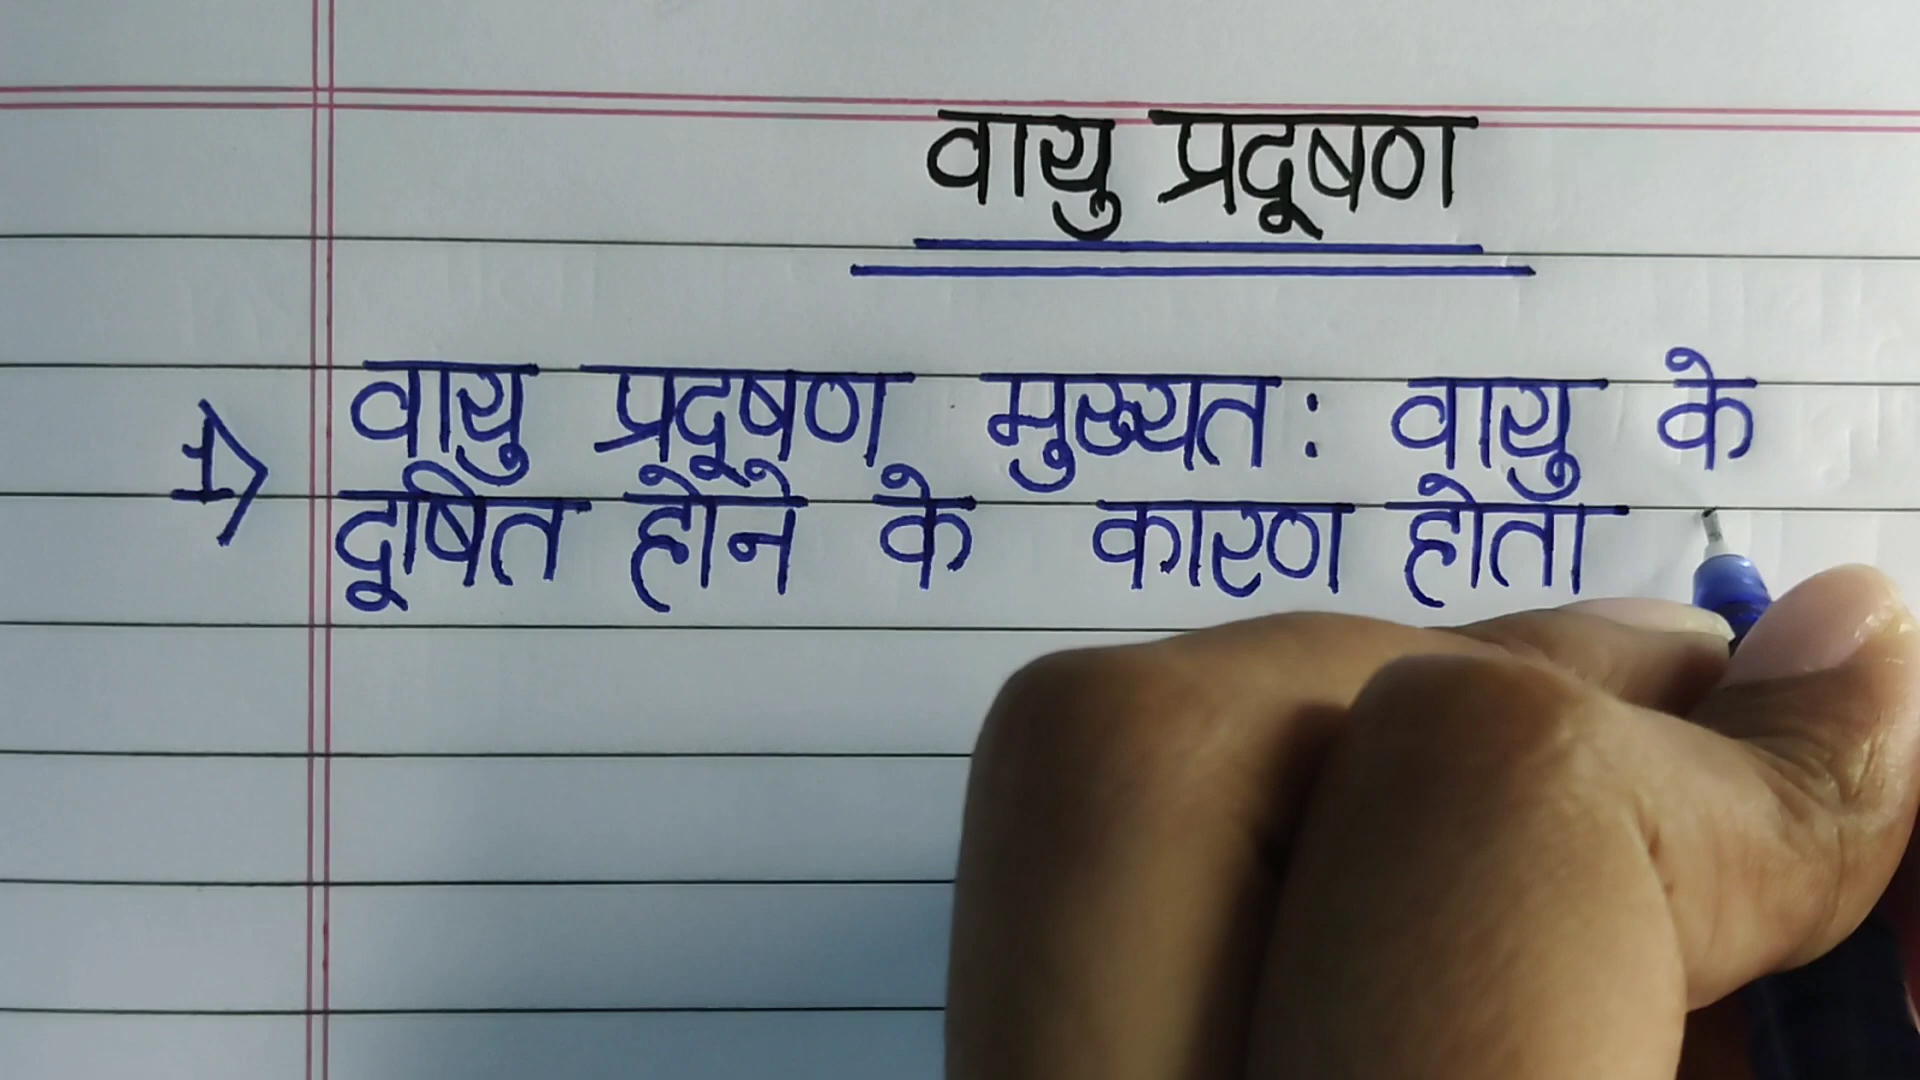 वायु प्रदूषण
1) वायु प्रदूषण मुख्यत: वायु के
दूषित होने के कारण होता